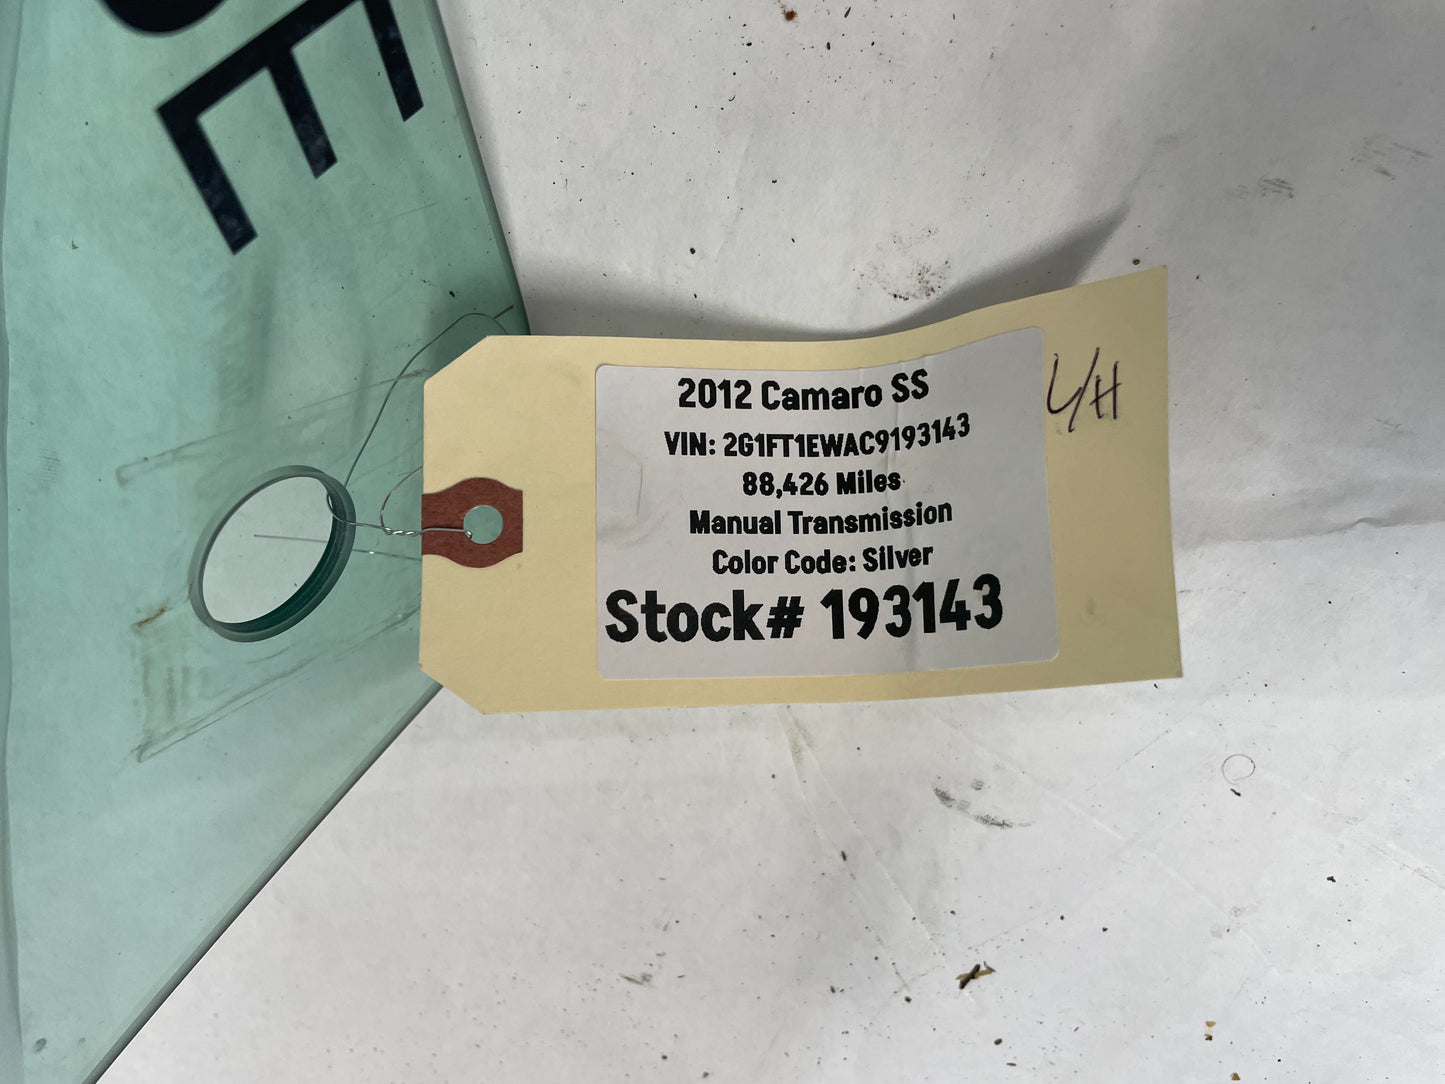 2012 Camaro SS
VIN: 2G1FT1EWAC9193143
88,426 Miles
Manual Transmission
Color Code: Silver
Stock# 193143